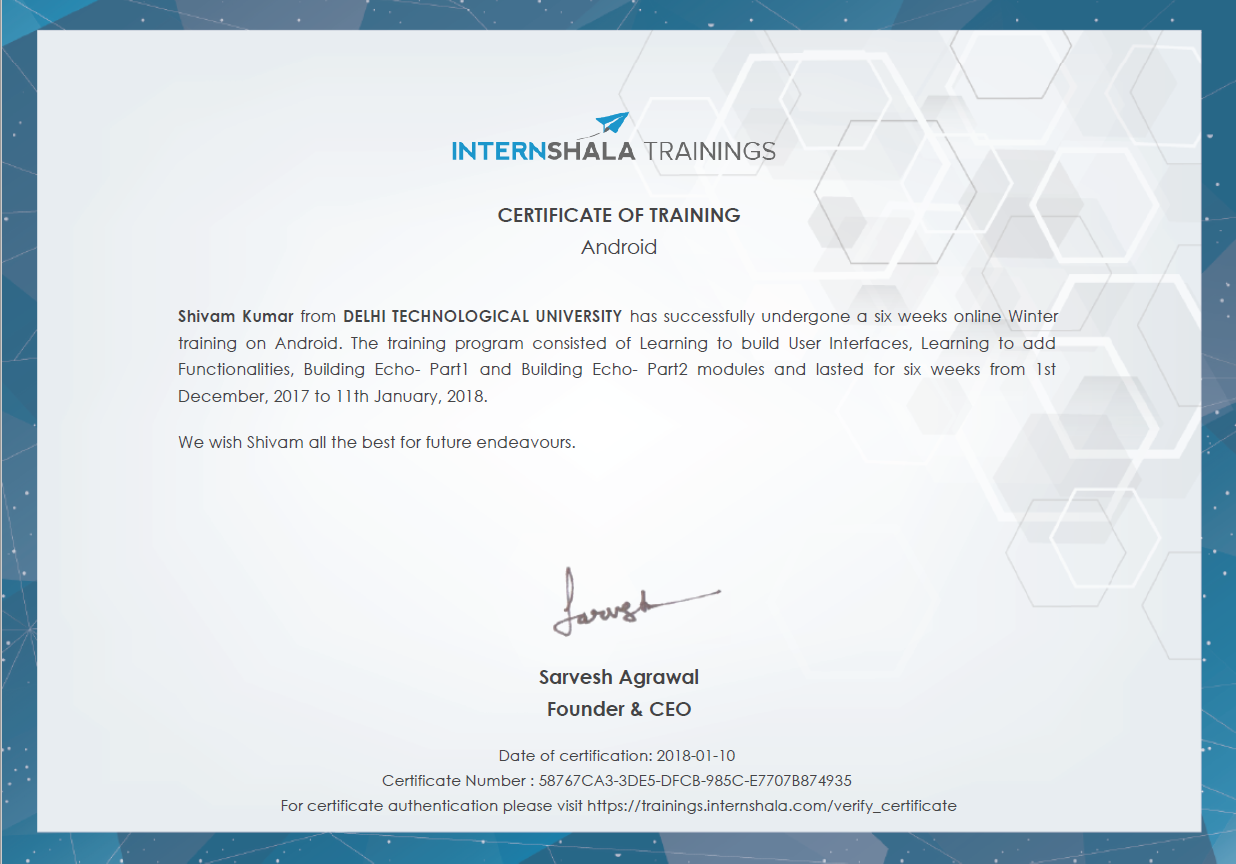 INTERNSHALA TRAININGS
CERTIFICATE OF TRAINING
Android
Shivam Kumar from DELHI TECHNOLOGICAL UNIVERSITY has successfully undergone a six weeks online Winter
training on Android. The training program consisted of Learning to build User Interfaces, Learning to add
Functionalities, Building Echo- Part1 and Building Echo- Part2 modules and lasted for six weeks from 1st
December, 2017 to 11th January, 2018.
We wish Shivam all the best for future endeavours.
Sarvesh
Sarvesh Agrawal
Founder & CEO
Date of certification: 2018-01-10
Certificate Number : 58767CA3-3DE5-DFCB-985C-E7707B874935
For certificate authentication please visit https://trainings.internshala.com/verify_certificate